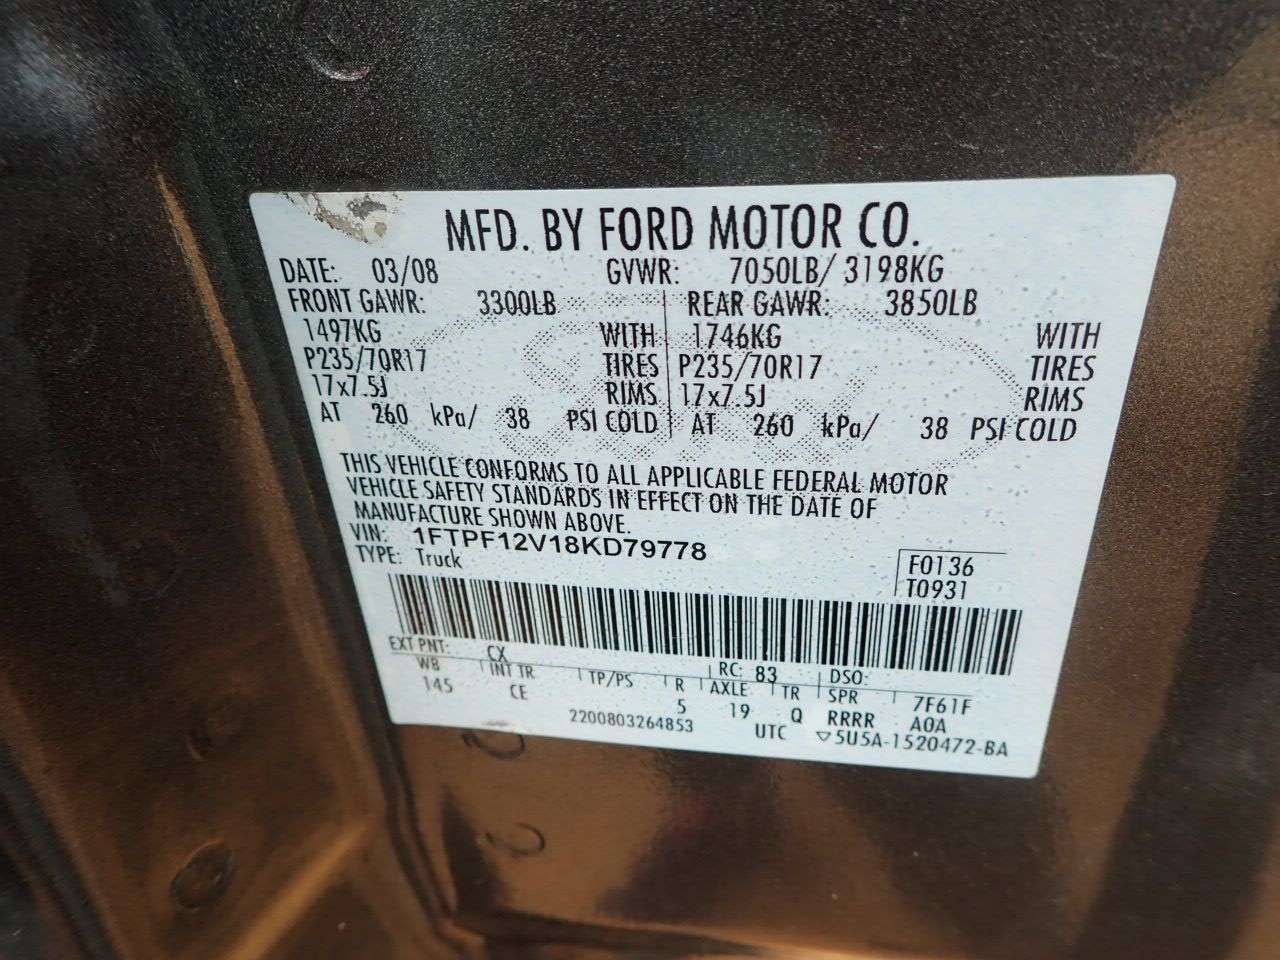 MFD. BY FORD MOTOR CO.
DATE: 03/08 GVWR: 7050LB/ 3198KG
FRONT GAWR: 3300LB REAR GAWR: 3850LB
1497KG WITH 1746KG WITH
P235/70R17 TIRES P235/70R17 TIRES
17x7.5J RIMS 17x7.5J RIMS
AT 260 kPa/ 38 PSI COLD AT 260 kPa/ 38 PSI COLD
THIS VEHICLE CONFORMS TO ALL APPLICABLE FEDERAL MOTOR
VEHICLE SAFETY STANDARDS IN EFFECT ON THE DATE OF
MANUFACTURE SHOWN ABOVE.
VIN: 1FTPF12V18KD79778
TYPE: Truck
F0136
T0931
EXT PNT: CX RC: 83 DSO:
WB INT TR TP/PS R AXLE TR SPR 7F61F
145 CE 5 19 Q RRRR A0A
2200803264853 UTC ▽5U5A-1520472-BA